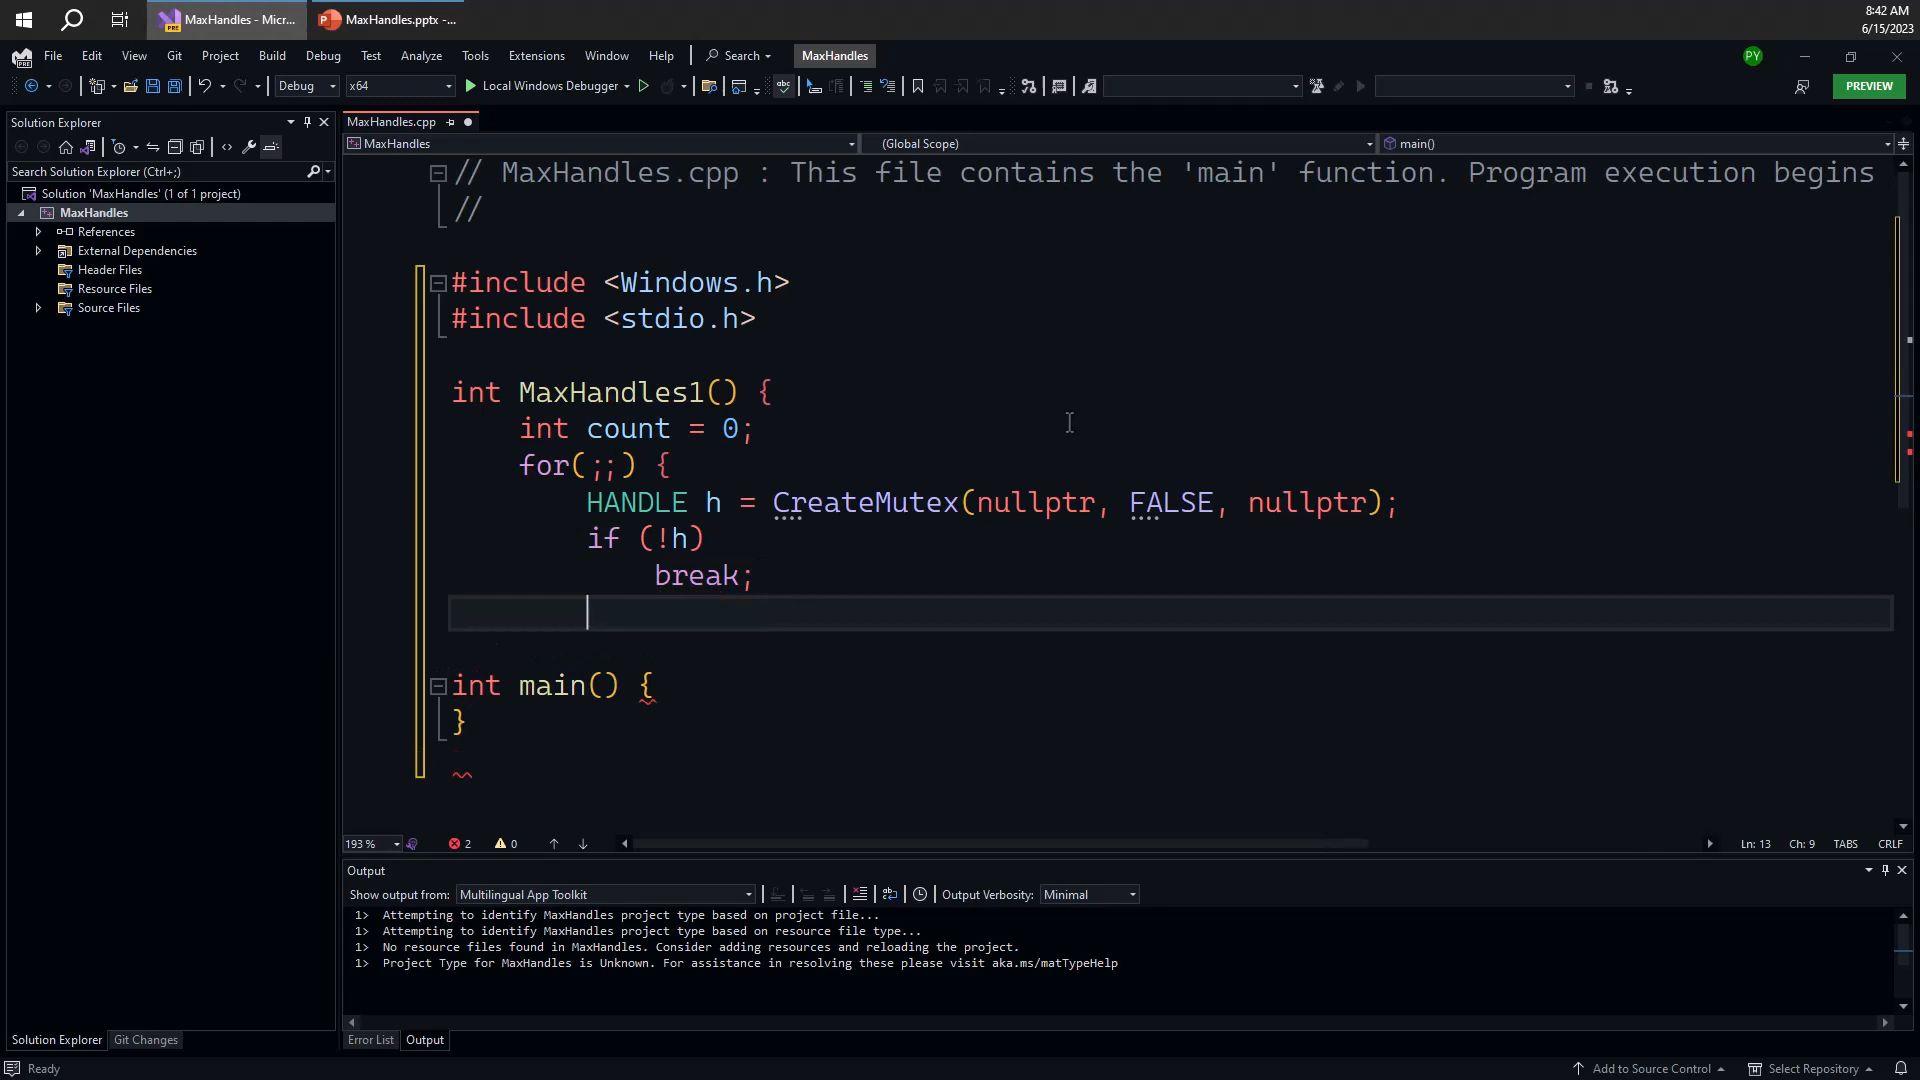 MaxHandles - Micr...
MaxHandles.pptx -...
8:42 AM
6/15/2023
File Edit View Git Project Build Debug Test Analyze Tools Extensions Window Help Search MaxHandles PY
Debug x64 Local Windows Debugger PREVIEW
Solution Explorer
Search Solution Explorer (Ctrl+;)
Solution 'MaxHandles' (1 of 1 project)
MaxHandles
References
External Dependencies
Header Files
Resource Files
Source Files
MaxHandles.cpp
MaxHandles (Global Scope) main()
// MaxHandles.cpp : This file contains the 'main' function. Program execution begins
//
#include <Windows.h>
#include <stdio.h>
int MaxHandles1() {
int count = 0;
for(;;) {
HANDLE h = CreateMutex(nullptr, FALSE, nullptr);
if (!h)
break;
int main() {
}
193 % 2 0 Ln: 13 Ch: 9 TABS CRLF
Output
Show output from: Multilingual App Toolkit Output Verbosity: Minimal
1> Attempting to identify MaxHandles project type based on project file...
1> Attempting to identify MaxHandles project type based on resource file type...
1> No resource files found in MaxHandles. Consider adding resources and reloading the project.
1> Project Type for MaxHandles is Unknown. For assistance in resolving these please visit aka.ms/matTypeHelp
Solution Explorer Git Changes Error List Output
Ready Add to Source Control Select Repository